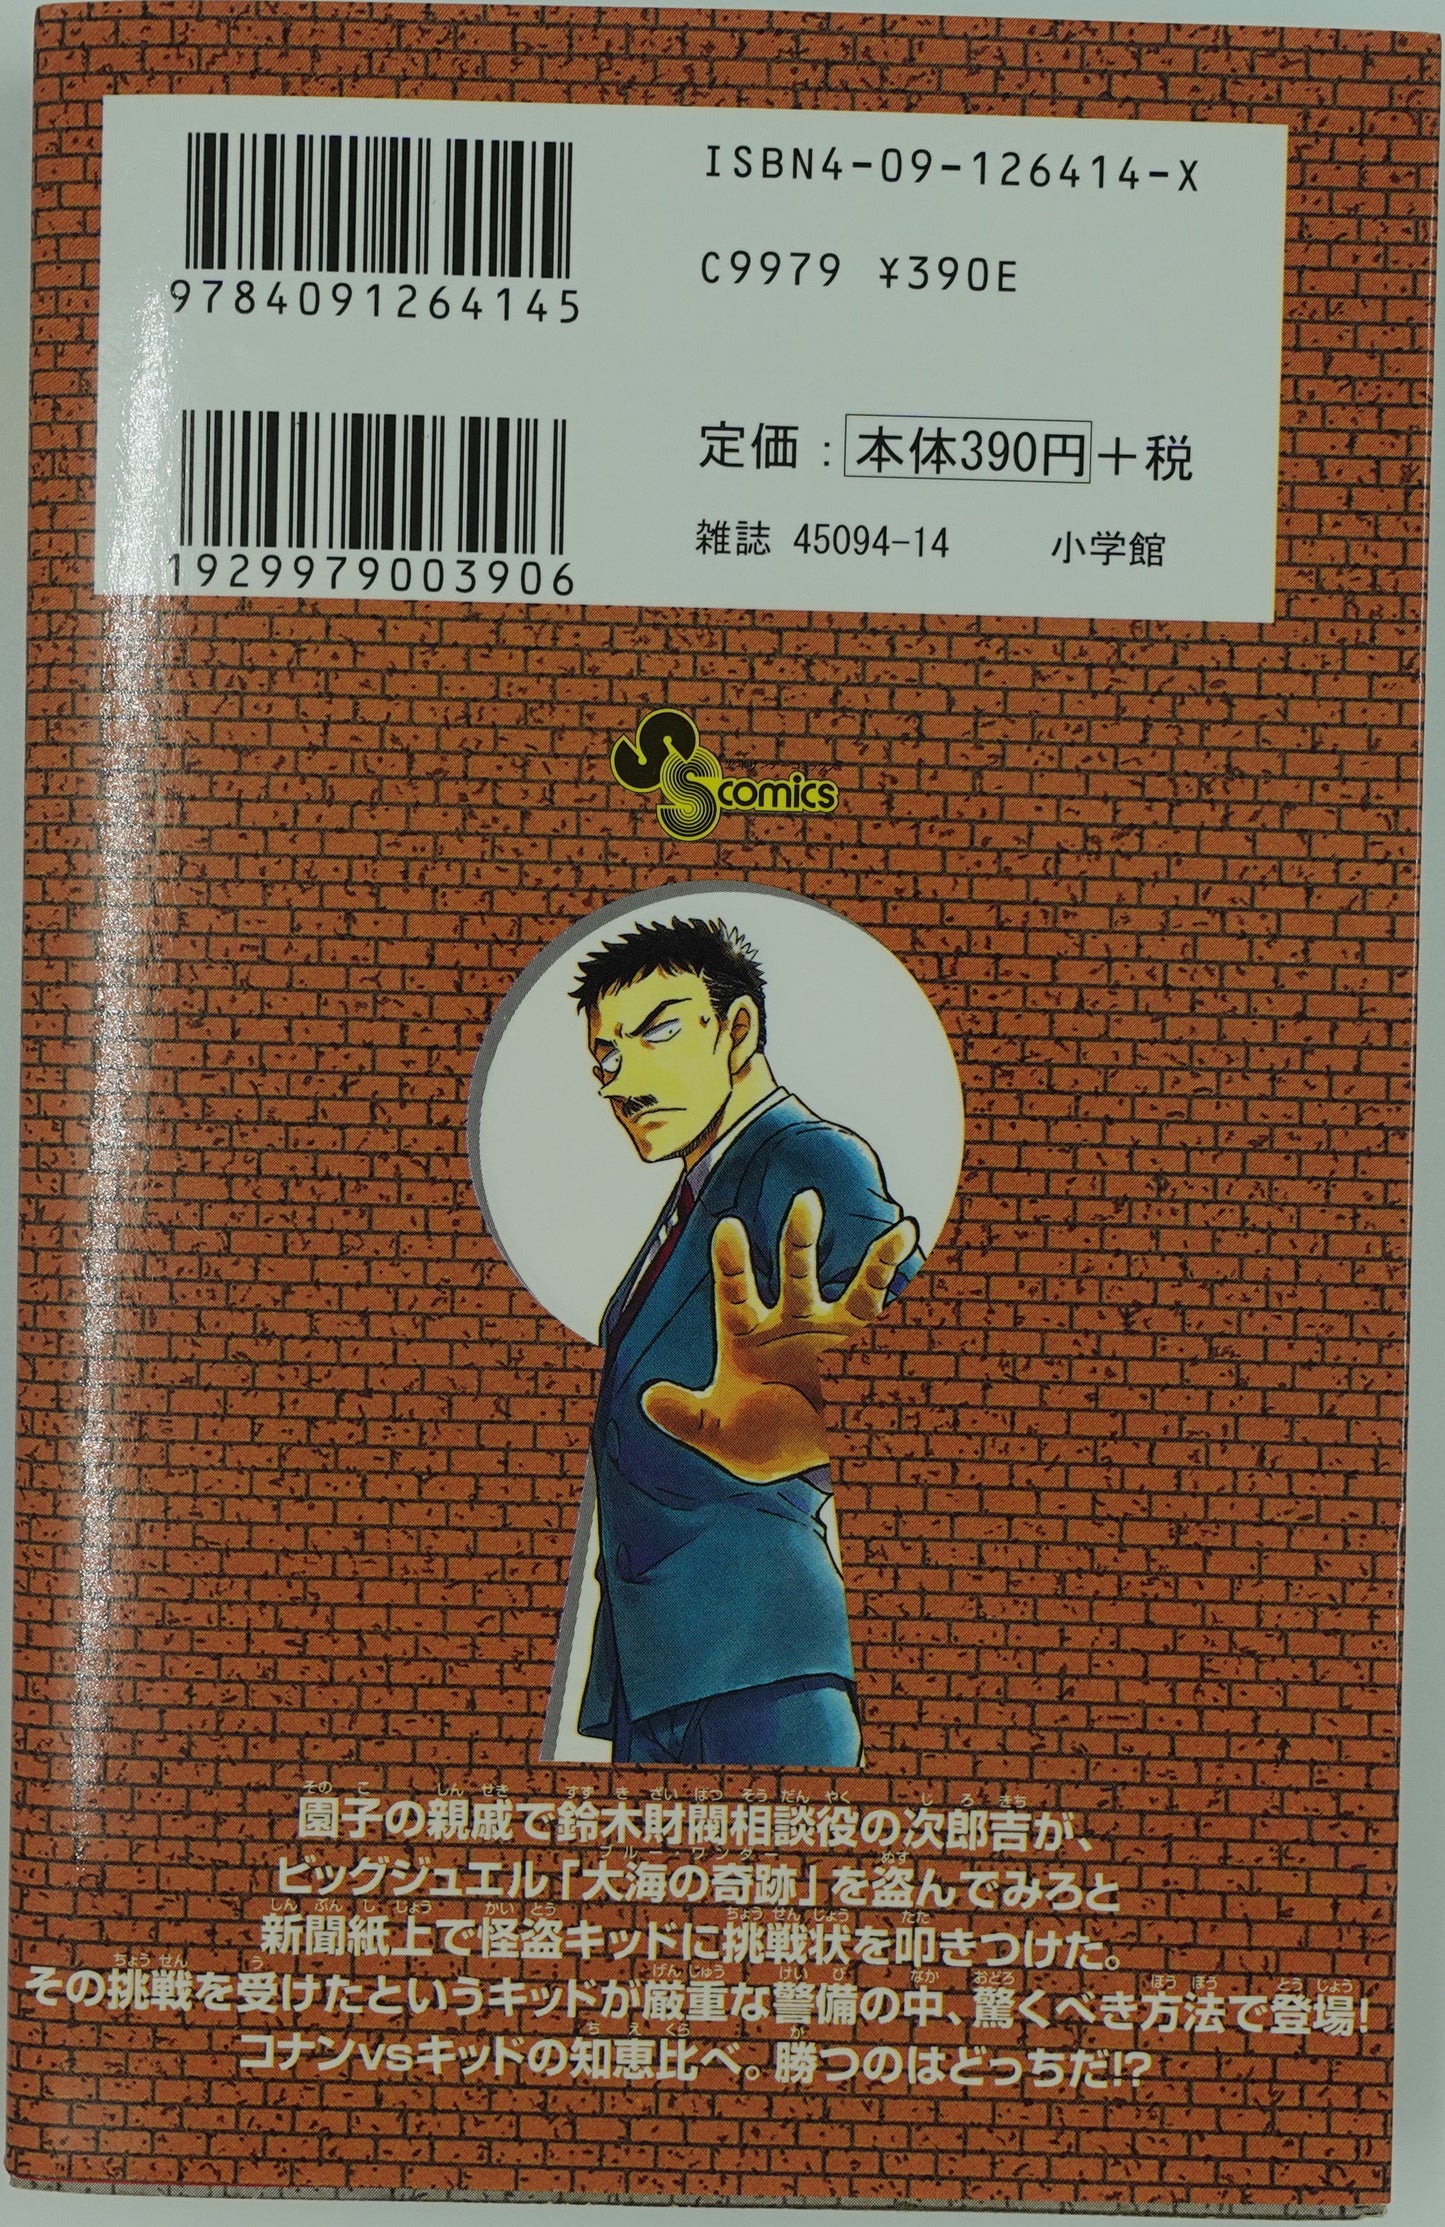 ISBN4-09-126414-X
C9979 ¥390E
9784091264145
定価：本体390円＋税
雑誌 45094-14 小学館
1929979003906
comics
園子の親戚で鈴木財閥相談役の次郎吉が、
ビッグジュエル「大海の奇跡」を盗んでみろと
新聞紙上で怪盗キッドに挑戦状を叩きつけた。
その挑戦を受けたというキッドが厳重な警備の中、驚くべき方法で登場!
コナンvsキッドの知恵比べ。勝つのはどっちだ!?